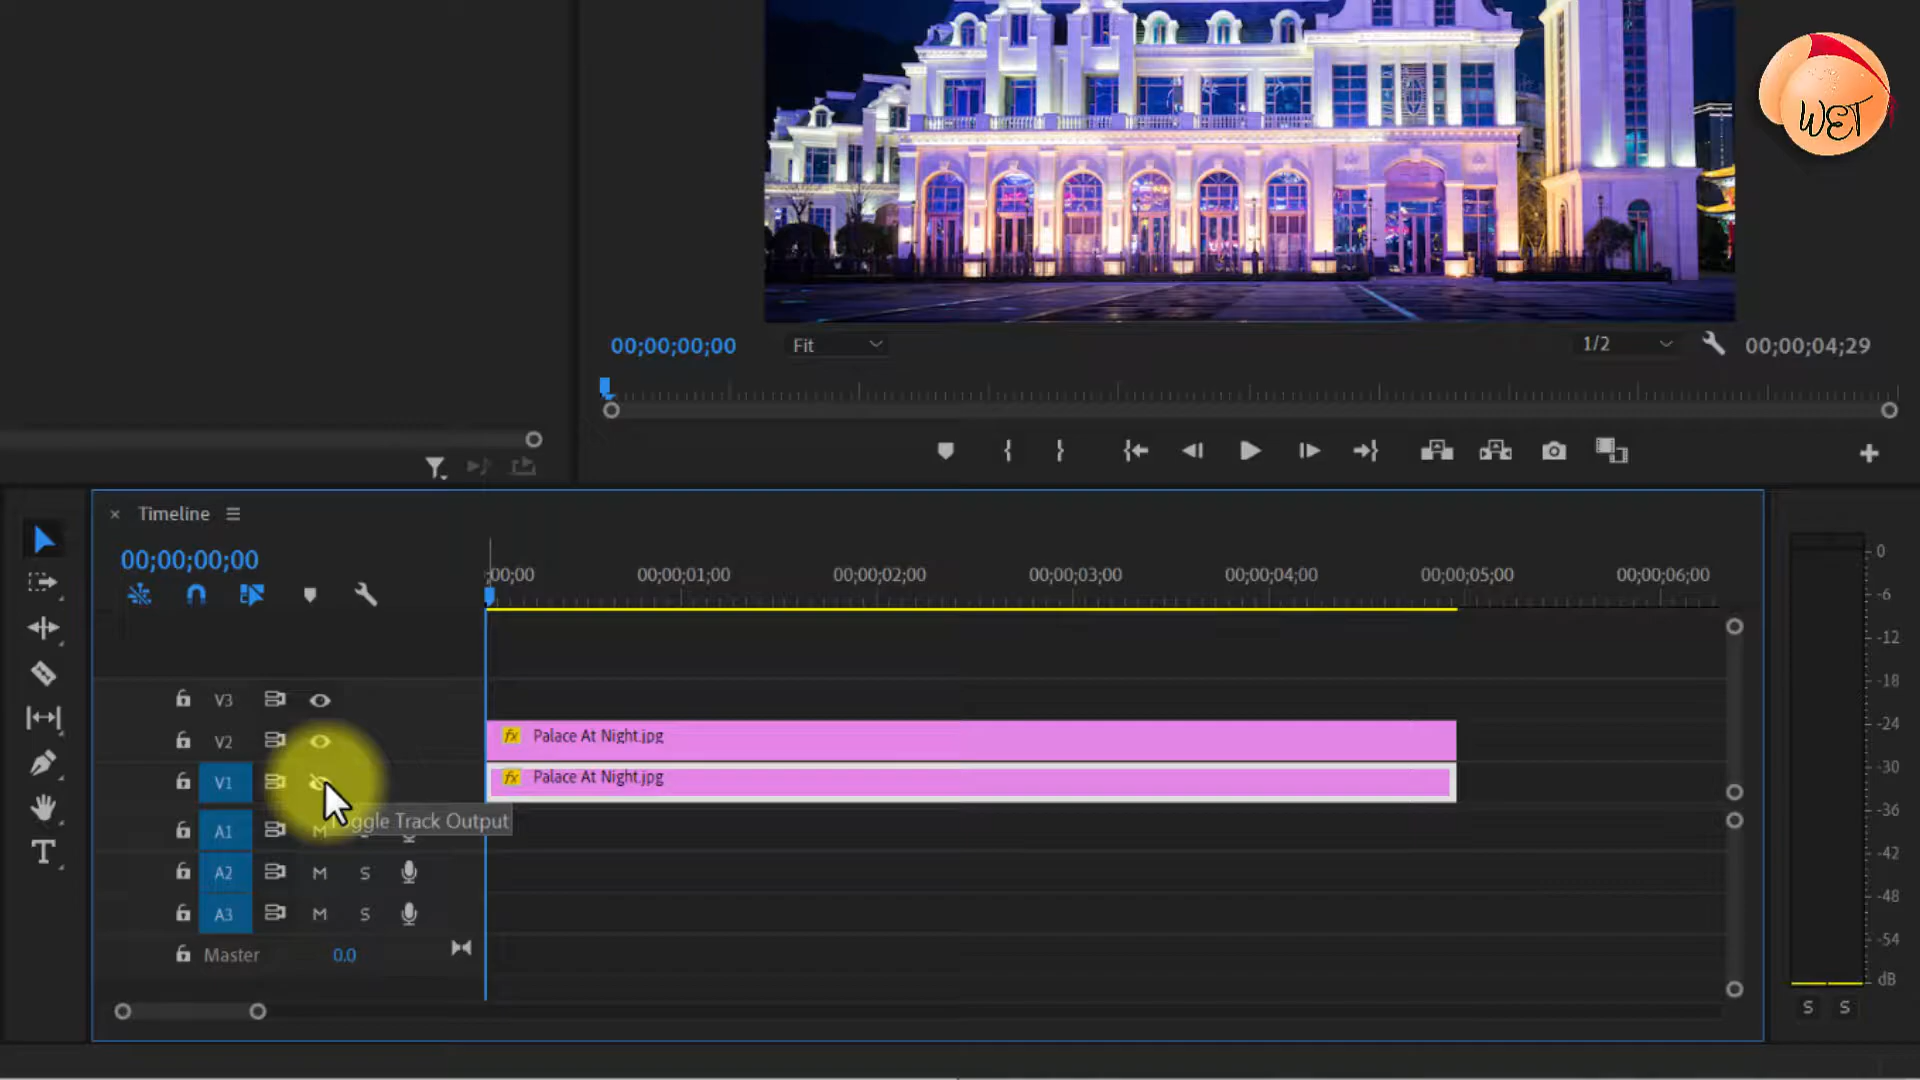 WET
00;00;00;00
Fit
1/2
00;00;04;29
Timeline
00;00;00;00
;00;00
00;00;01;00
00;00;02;00
00;00;03;00
00;00;04;00
00;00;05;00
00;00;06;00
V3
V2
fx Palace At Night.jpg
V1
fx Palace At Night.jpg
Toggle Track Output
A1
M
A2
M
S
A3
M
S
Master
0.0
0
-6
-12
-18
-24
-30
-36
-42
-48
-54
dB
S
S